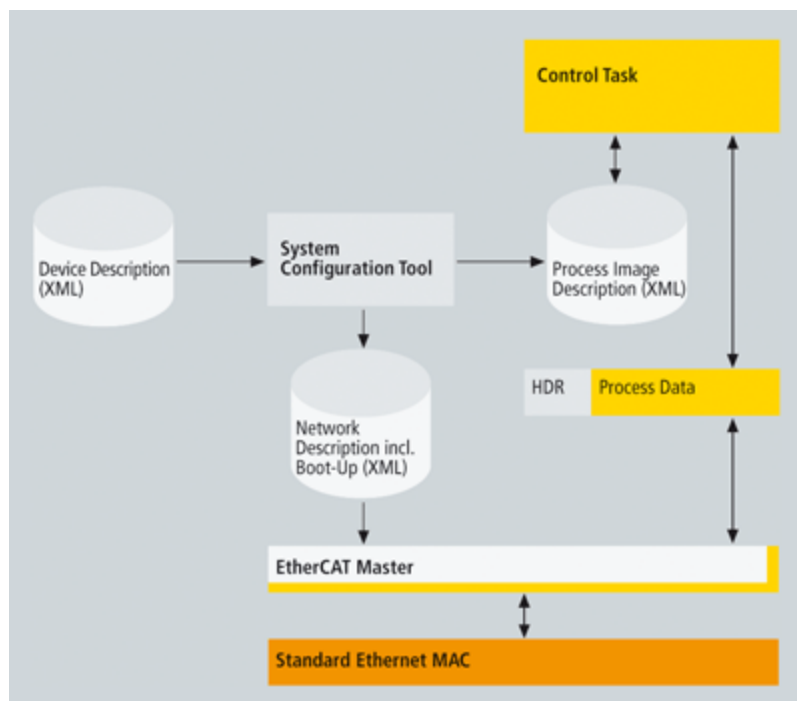 Control Task
Device Description
(XML)
System
Configuration Tool
Process Image
Description (XML)
HDR
Process Data
Network
Description incl.
Boot-Up (XML)
EtherCAT Master
Standard Ethernet MAC